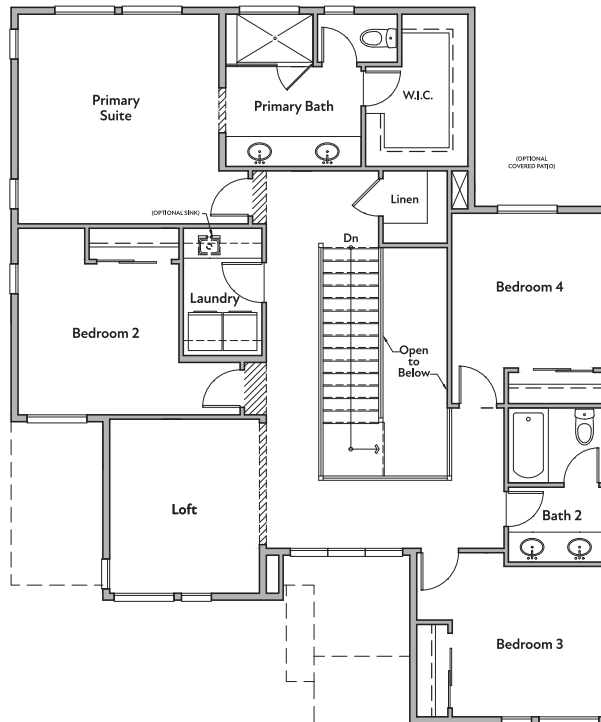 Primary
Suite
Primary Bath
W.I.C.
(OPTIONAL
COVERED PATIO)
Linen
(OPTIONAL SINK)
Dn
Laundry
Bedroom 4
Bedroom 2
Open
to
Below
Loft
Bath 2
Bedroom 3